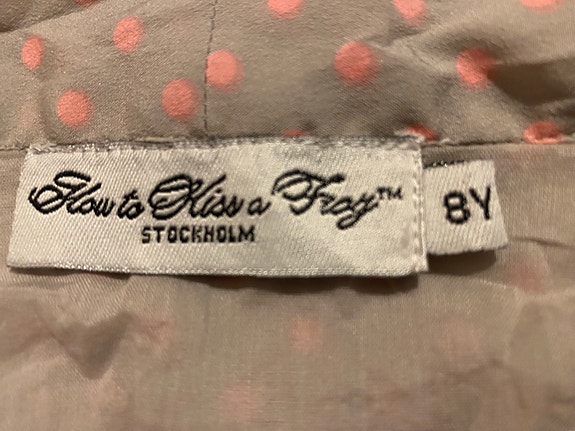 How to Kiss a Frog™
STOCKHOLM
8Y